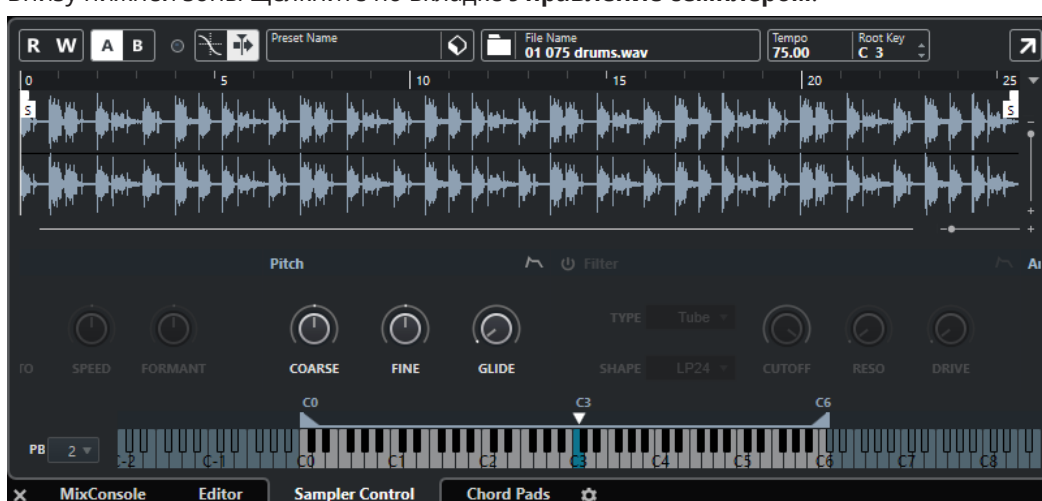 внизу нижней зоны щелкните по вкладке Управление сэмплером.
R W A B Preset Name File Name 01 075 drums.wav Tempo 75.00 Root Key C 3
0 5 10 15 20 25
S S
Pitch Filter
TYPE Tube
TO SPEED FORMANT COARSE FINE GLIDE SHAPE LP24 CUTOFF RESO DRIVE
C0 C3 C6
PB 2
C-2 C-1 C0 C1 C2 C3 C4 C5 C6 C7 C8
MixConsole Editor Sampler Control Chord Pads